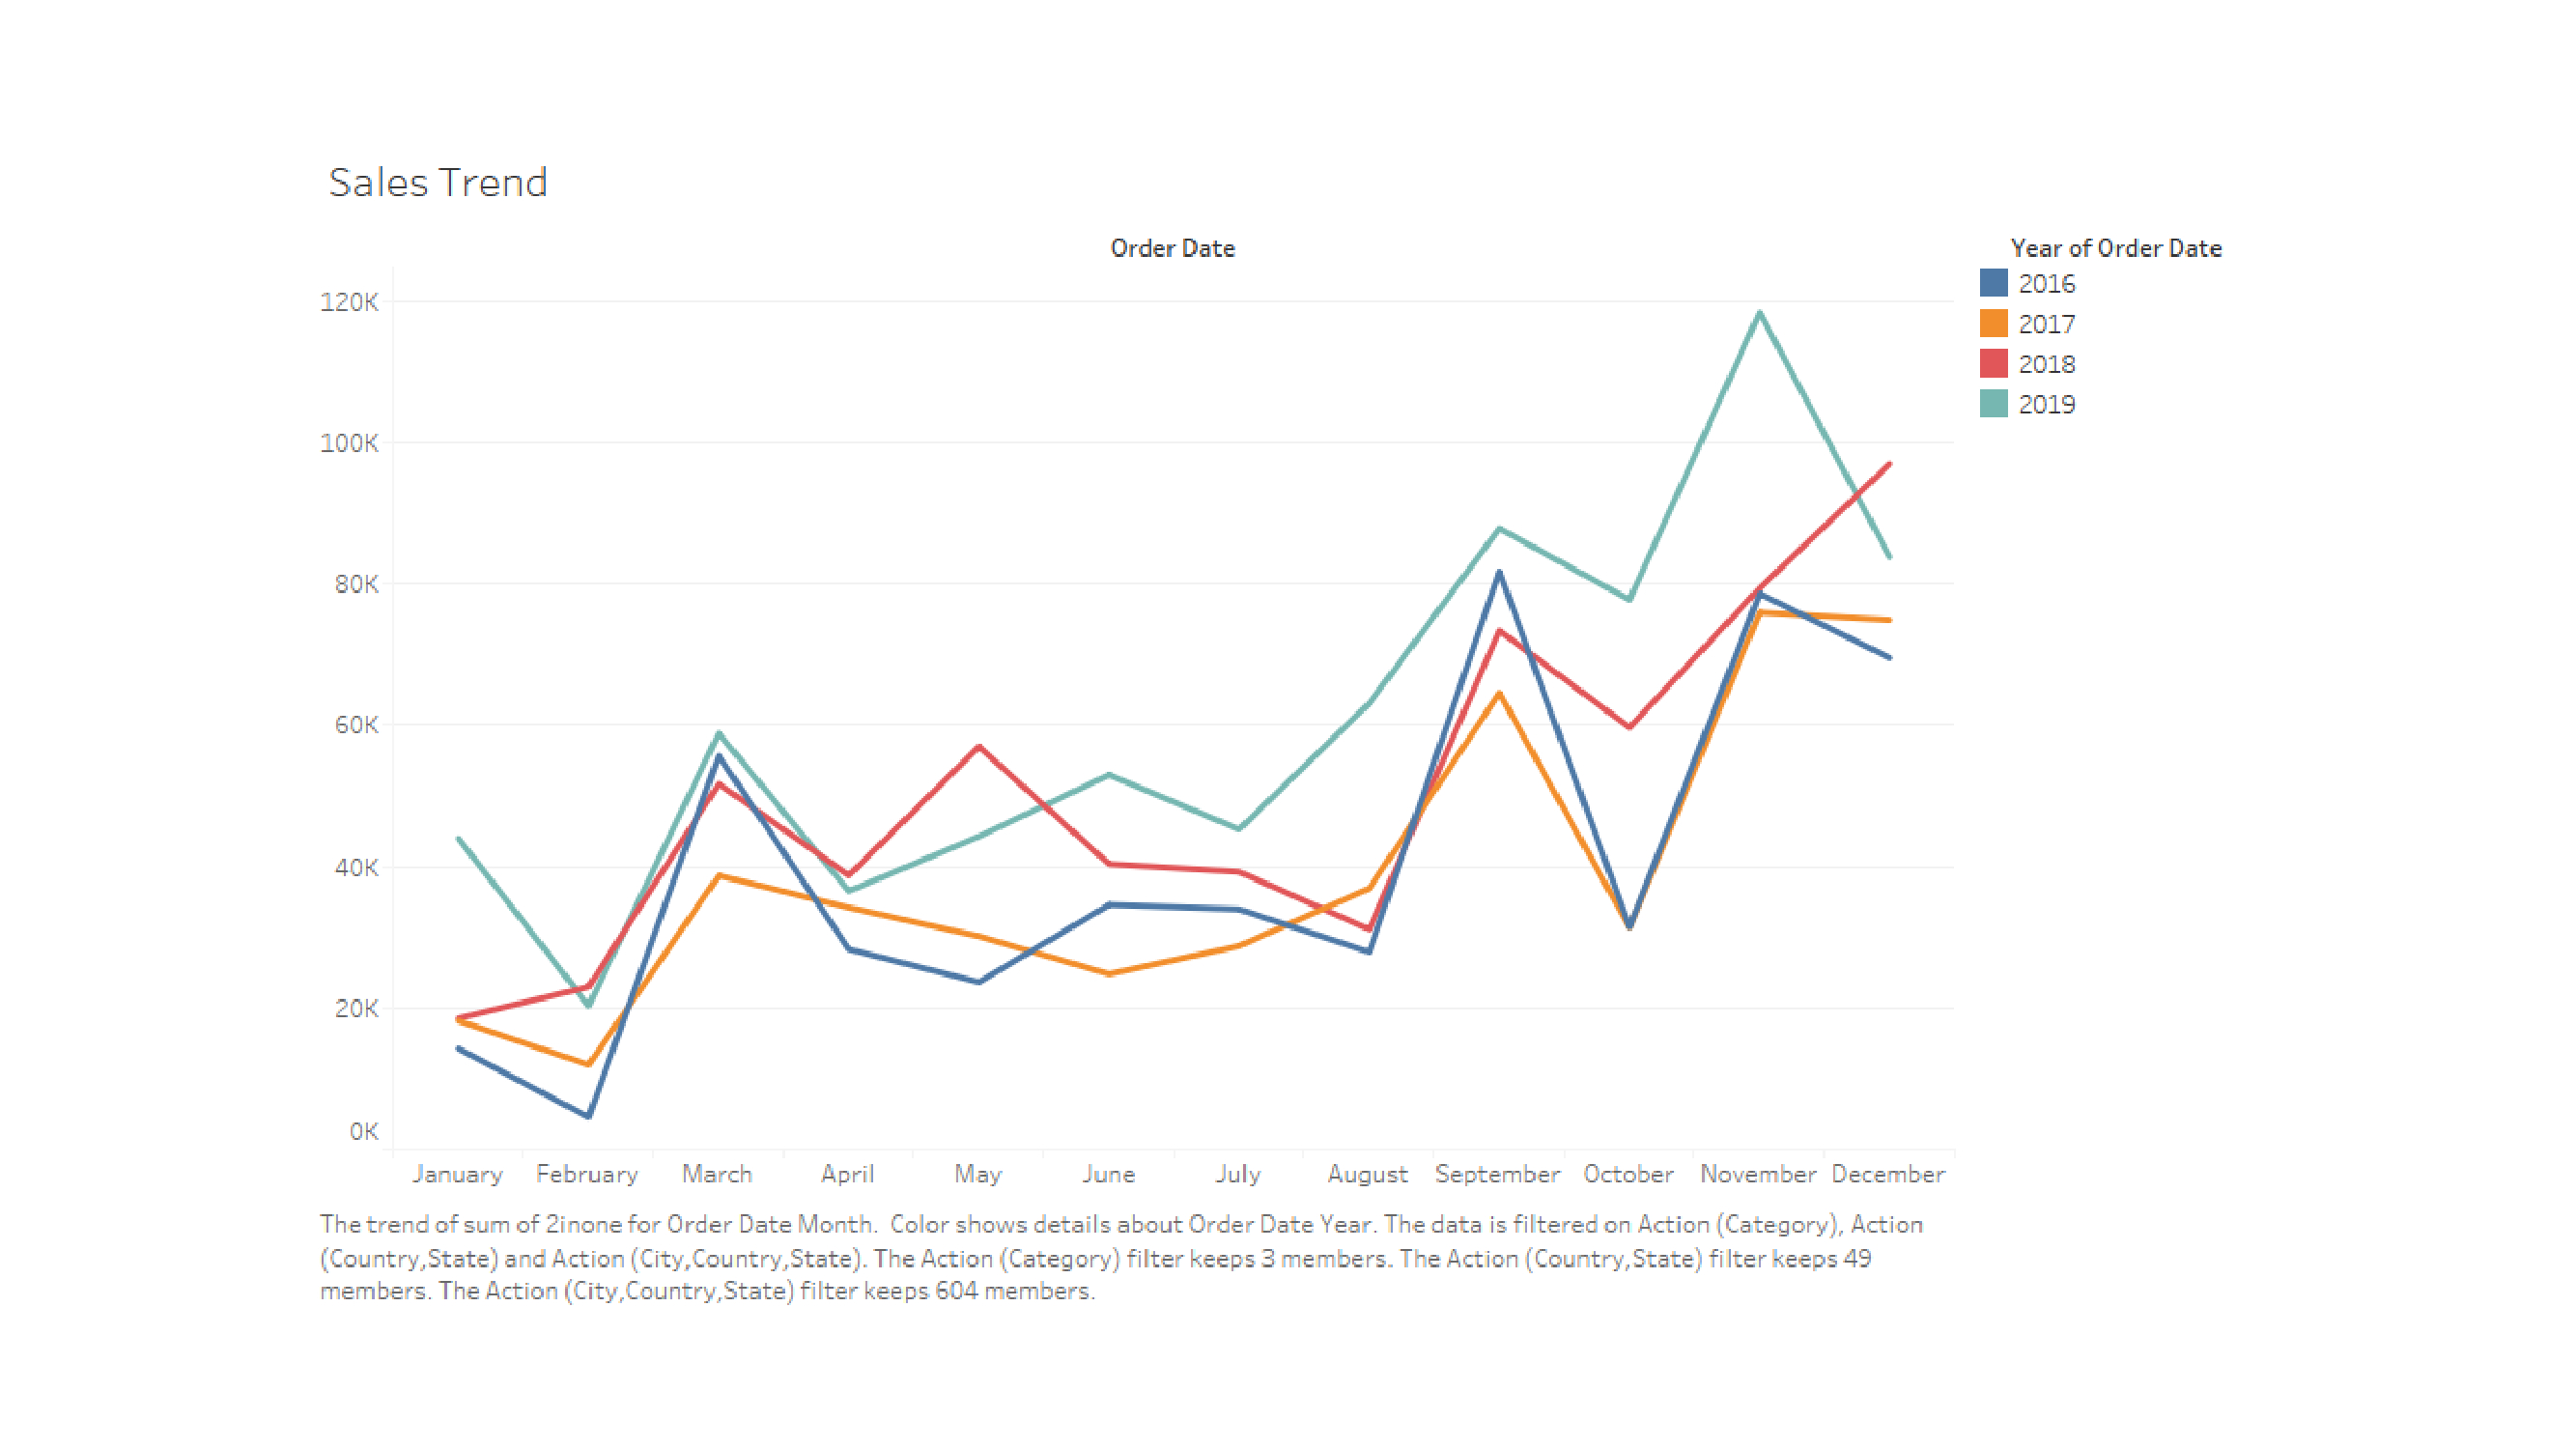 Sales Trend
Order Date
Year of Order Date
2016
2017
2018
2019
120K
100K
80K
60K
40K
20K
0K
January February March April May June July August September October November December
The trend of sum of 2inone for Order Date Month.  Color shows details about Order Date Year. The data is filtered on Action (Category), Action
(Country,State) and Action (City,Country,State). The Action (Category) filter keeps 3 members. The Action (Country,State) filter keeps 49
members. The Action (City,Country,State) filter keeps 604 members.